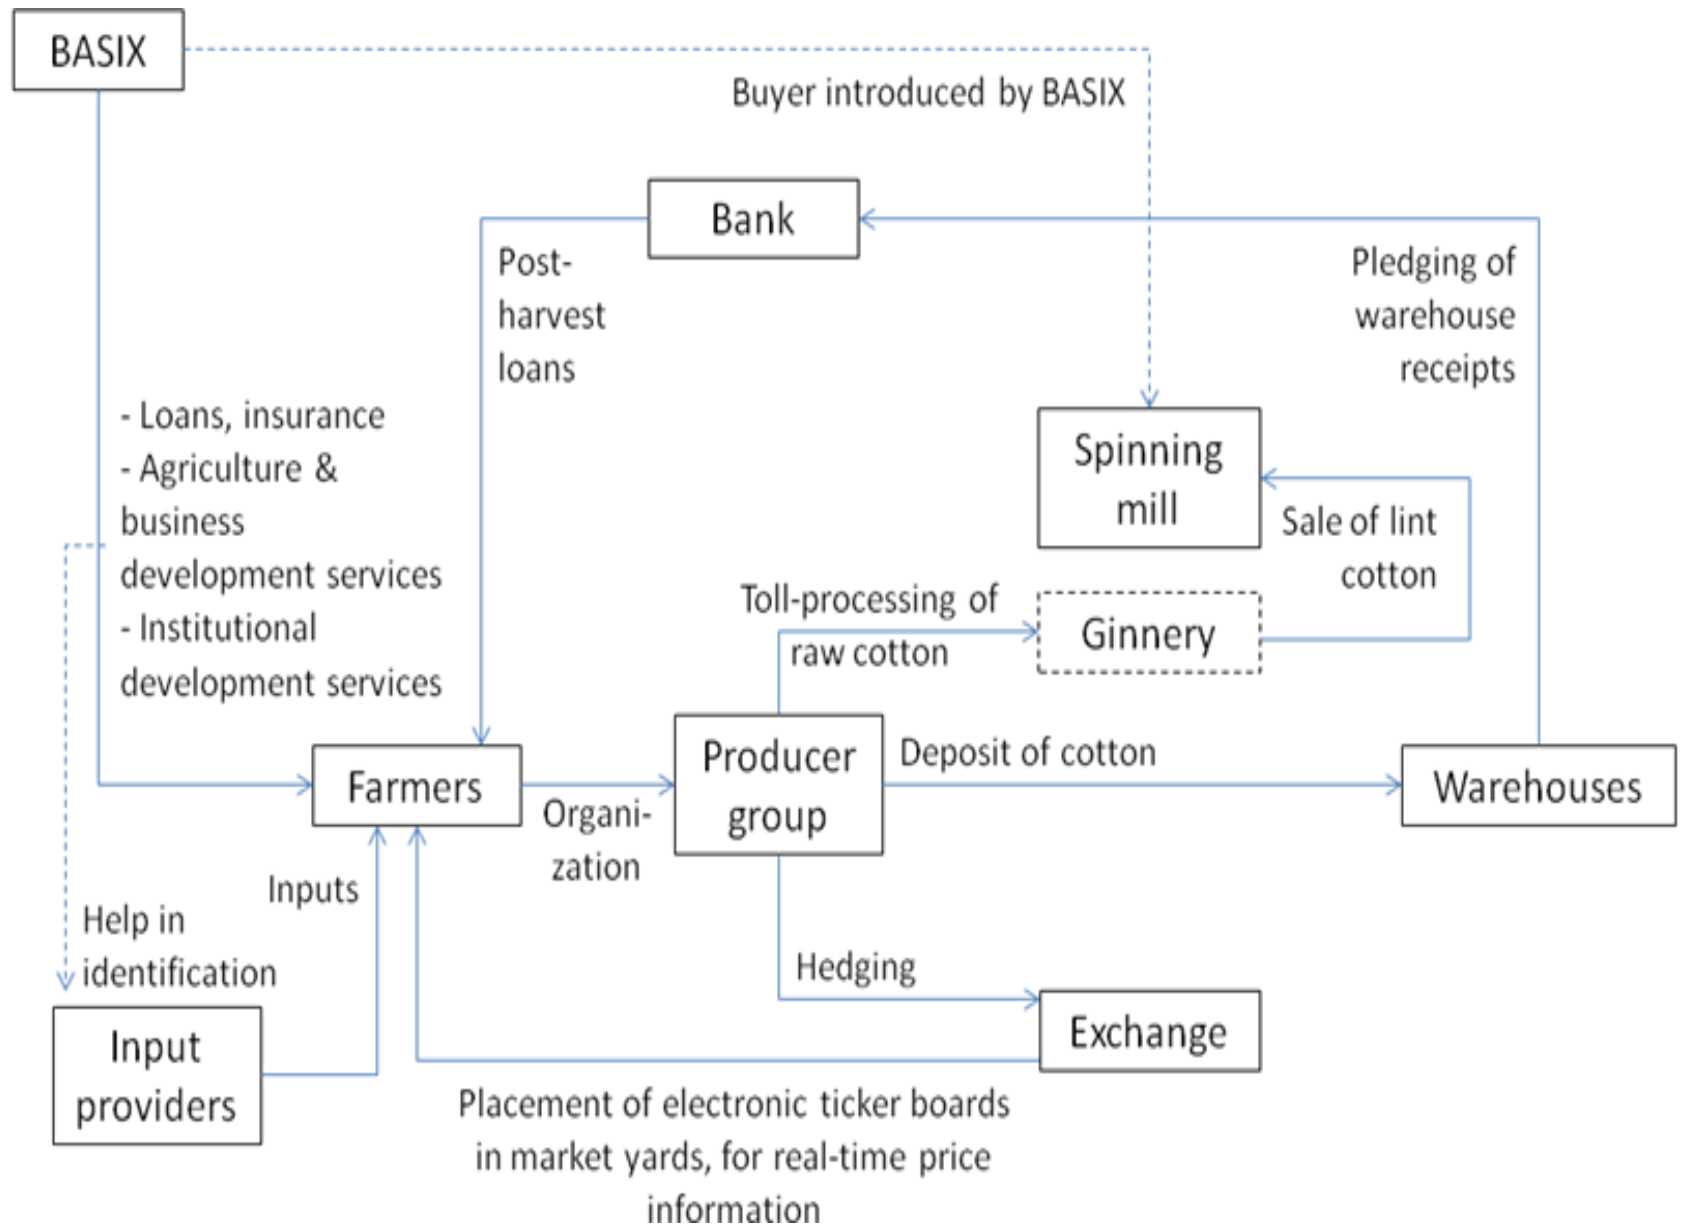 BASIX
Buyer introduced by BASIX
Bank
Post-
harvest
loans
Pledging of
warehouse
receipts
- Loans, insurance
- Agriculture &
business
development services
- Institutional
development services
Spinning
mill
Sale of lint
cotton
Toll-processing of
raw cotton
Ginnery
Farmers
Organi-
zation
Producer
group
Deposit of cotton
Warehouses
Inputs
Help in
identification
Hedging
Input
providers
Exchange
Placement of electronic ticker boards
in market yards, for real-time price
information